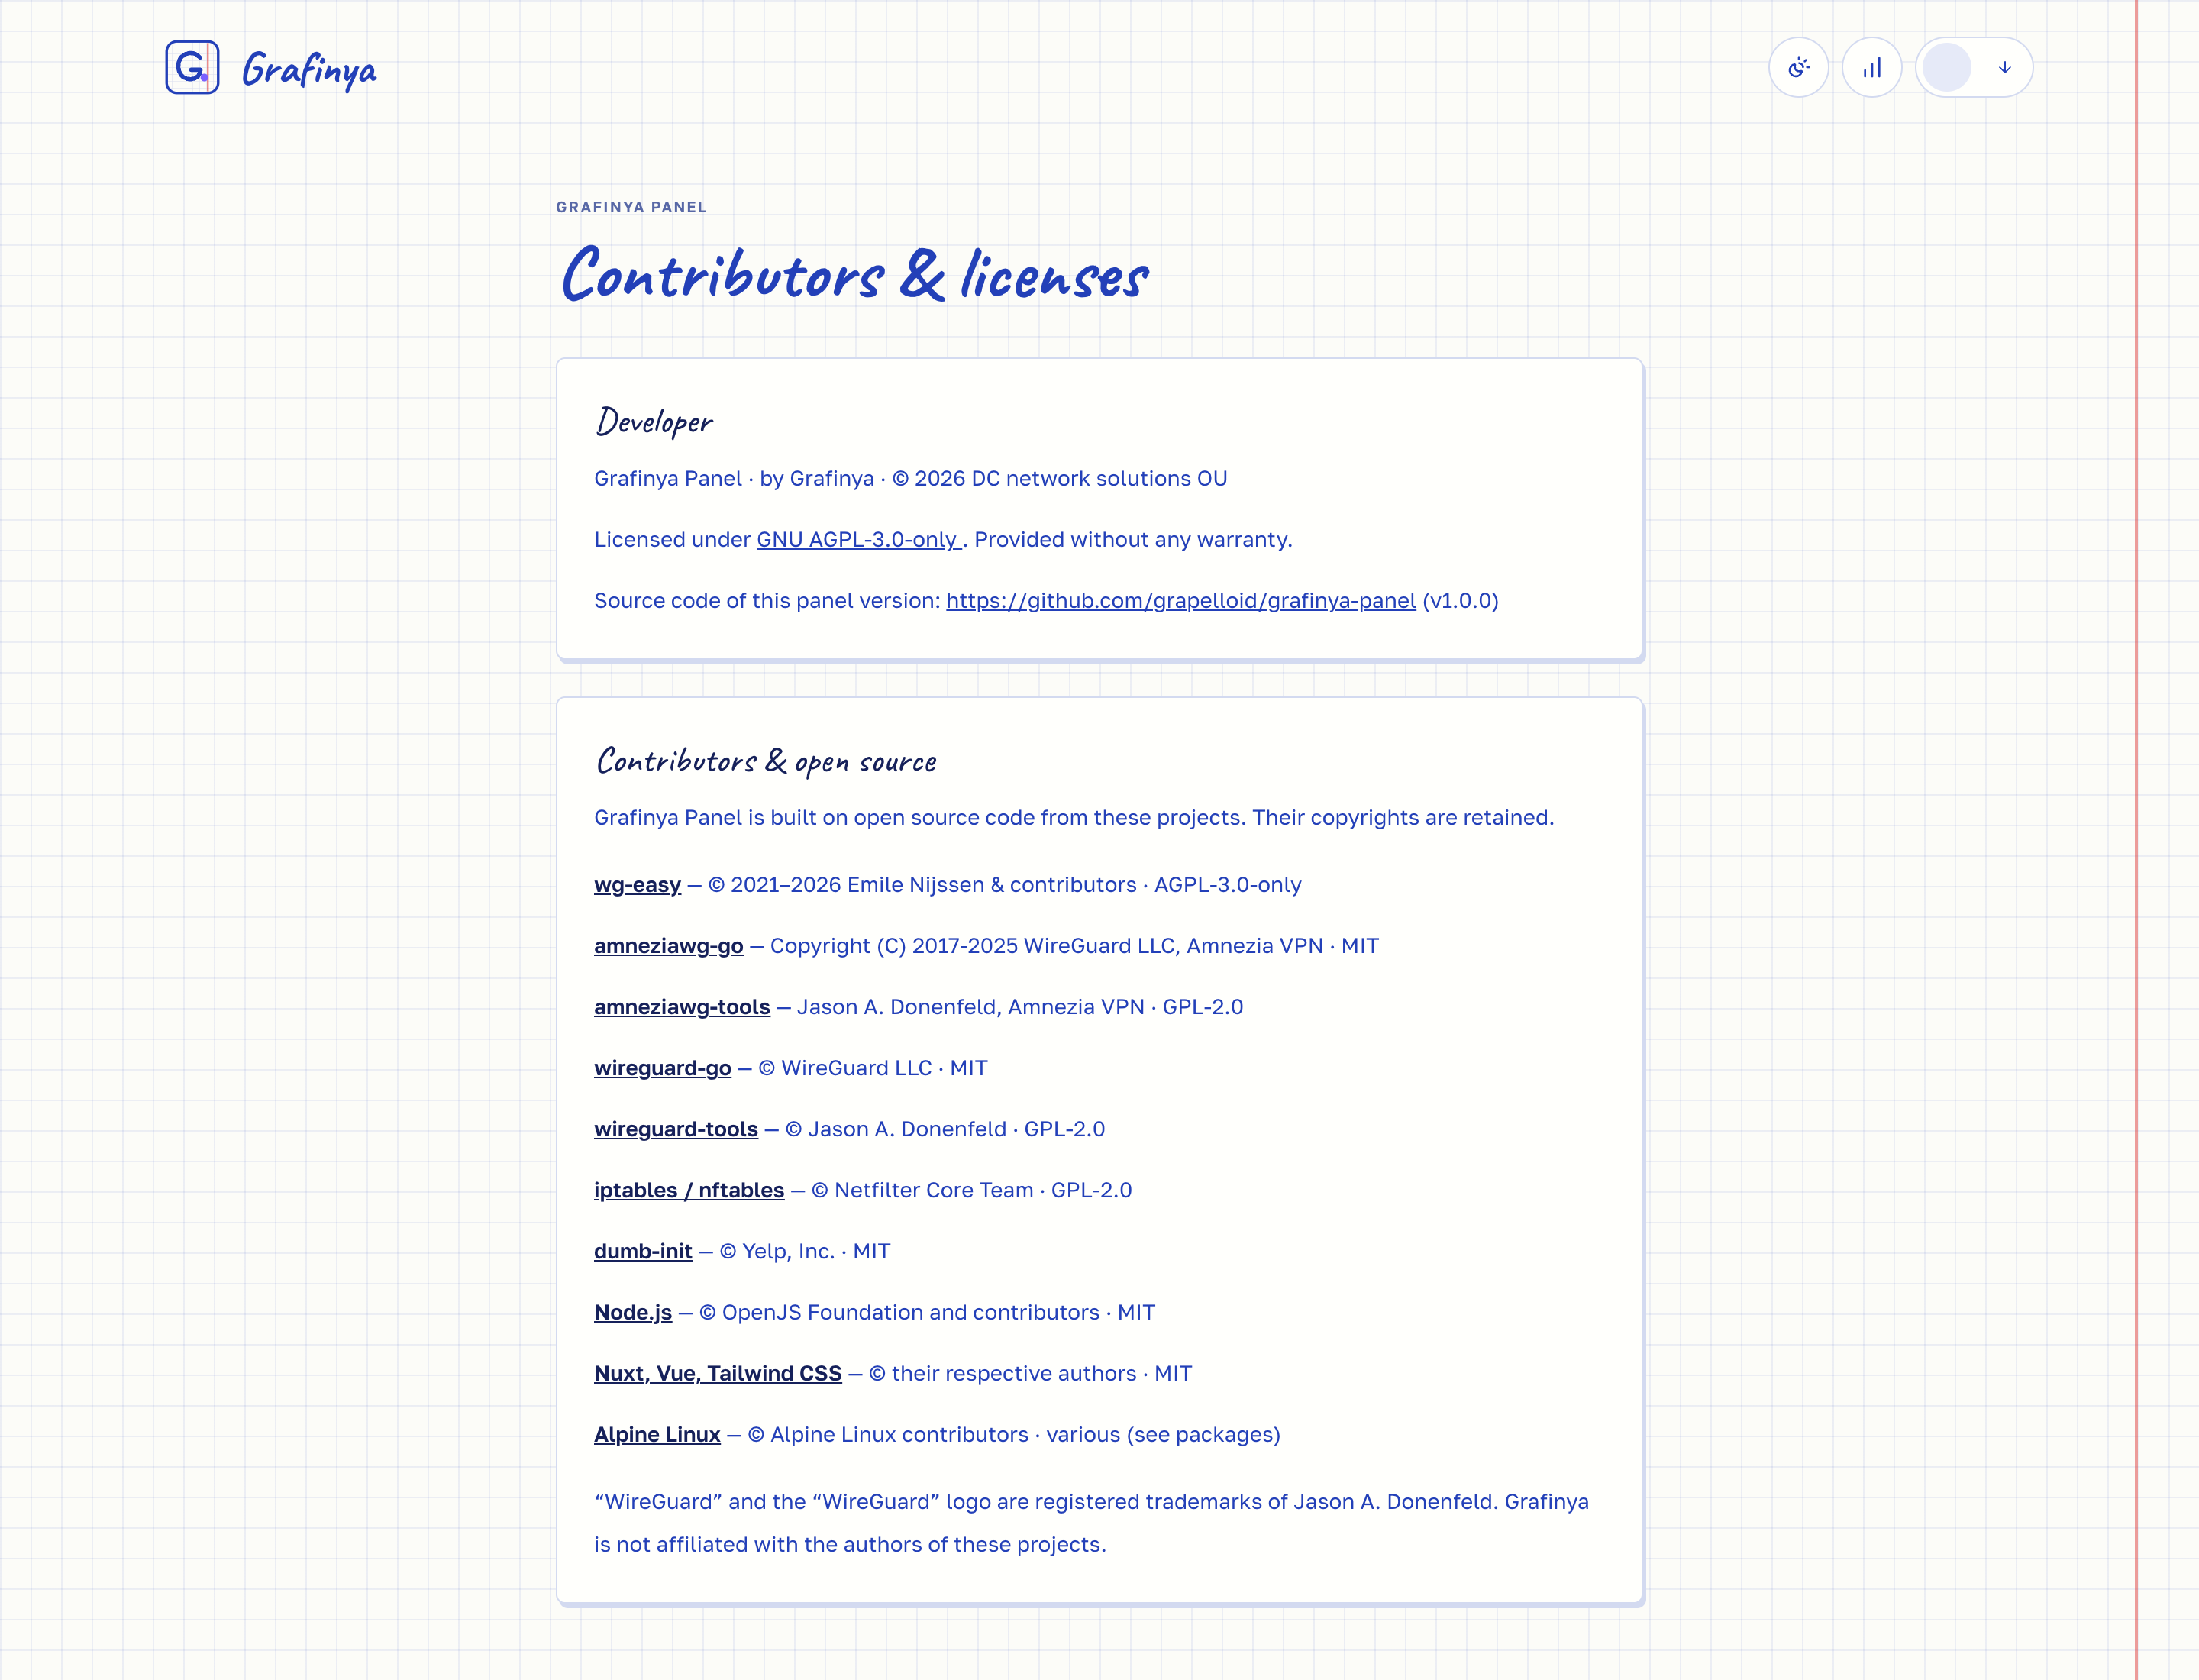 G.
Grafinya
GRAFINYA PANEL
Contributors & licenses
Developer
Grafinya Panel · by Grafinya · © 2026 DC network solutions OU
Licensed under GNU AGPL-3.0-only . Provided without any warranty.
Source code of this panel version: https://github.com/grapelloid/grafinya-panel (v1.0.0)
Contributors & open source
Grafinya Panel is built on open source code from these projects. Their copyrights are retained.
wg-easy — © 2021–2026 Emile Nijssen & contributors · AGPL-3.0-only
amneziawg-go — Copyright (C) 2017-2025 WireGuard LLC, Amnezia VPN · MIT
amneziawg-tools — Jason A. Donenfeld, Amnezia VPN · GPL-2.0
wireguard-go — © WireGuard LLC · MIT
wireguard-tools — © Jason A. Donenfeld · GPL-2.0
iptables / nftables — © Netfilter Core Team · GPL-2.0
dumb-init — © Yelp, Inc. · MIT
Node.js — © OpenJS Foundation and contributors · MIT
Nuxt, Vue, Tailwind CSS — © their respective authors · MIT
Alpine Linux — © Alpine Linux contributors · various (see packages)
“WireGuard” and the “WireGuard” logo are registered trademarks of Jason A. Donenfeld. Grafinya
is not affiliated with the authors of these projects.